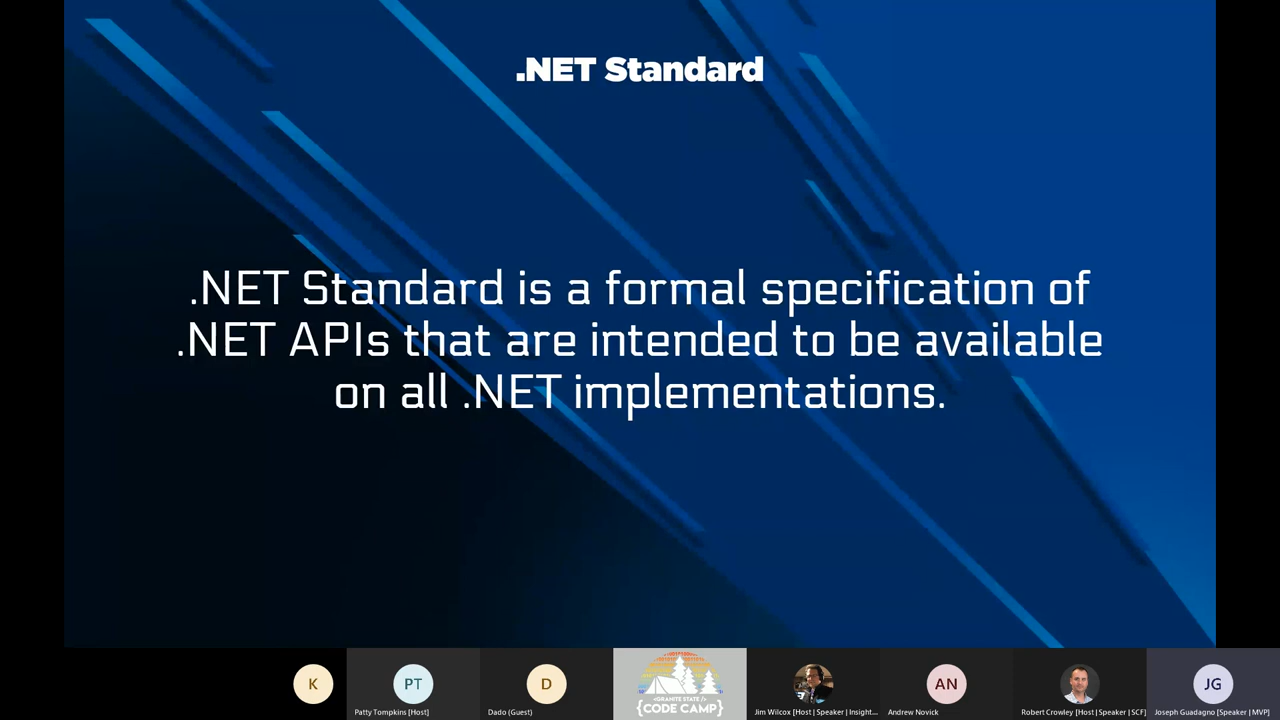 .NET Standard
.NET Standard is a formal specification of
.NET APIs that are intended to be available
on all .NET implementations.
K
PT
Patty Tompkins [Host]
D
Dado (Guest)
GRANITE STATE />
{CODE CAMP}
Jim Wilcox [Host | Speaker | Insight...
AN
Andrew Novick
Robert Crowley [Host | Speaker | SCF]
JG
Joseph Guadagno [Speaker | MVP]